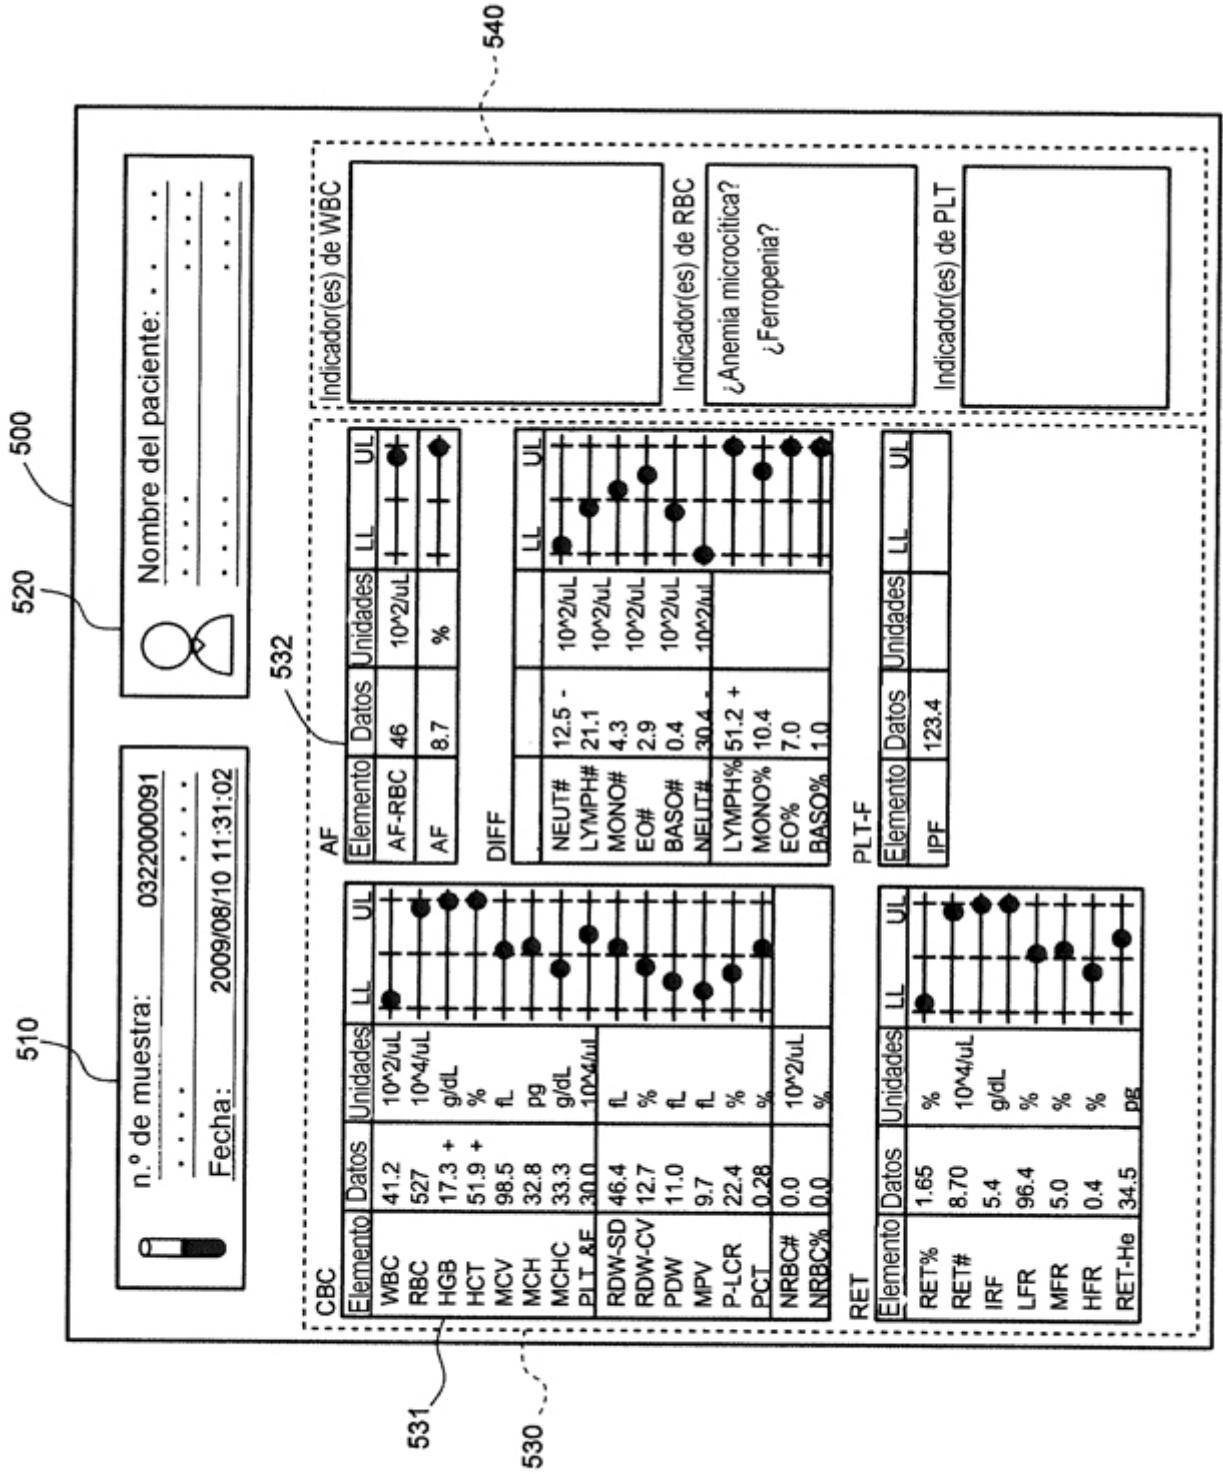 500
510
520
n.º de muestra: 0322000091
. . . . . . . .
Fecha: 2009/08/10 11:31:02
Nombre del paciente: . . . .
. . . . . . . .
. . . . . . . .
530
531
532
540
CBC
Elemento Datos Unidades LL UL
WBC 41.2 10^2/uL
RBC 527 10^4/uL
HGB 17.3 + g/dL
HCT 51.9 + %
MCV 98.5 fL
MCH 32.8 pg
MCHC 33.3 g/dL
PLT &F 30.0 10^4/ul
RDW-SD 46.4 fL
RDW-CV 12.7 %
PDW 11.0 fL
MPV 9.7 fL
P-LCR 22.4 %
PCT 0.28 %
NRBC# 0.0 10^2/uL
NRBC% 0.0 %
RET
Elemento Datos Unidades LL UL
RET% 1.65 %
RET# 8.70 10^4/uL
IRF 5.4 g/dL
LFR 96.4 %
MFR 5.0 %
HFR 0.4 %
RET-He 34.5 pg
AF
Elemento Datos Unidades LL UL
AF-RBC 46 10^2/uL
AF 8.7 %
DIFF
LL UL
NEUT# 12.5 - 10^2/uL
LYMPH# 21.1 10^2/uL
MONO# 4.3 10^2/uL
EO# 2.9 10^2/uL
BASO# 0.4 10^2/uL
NEUT# 30.4 - 10^2/ul
LYMPH% 51.2 +
MONO% 10.4
EO% 7.0
BASO% 1.0
PLT-F
Elemento Datos Unidades LL UL
IPF 123.4
Indicador(es) de WBC
Indicador(es) de RBC
¿Anemia microcítica?
¿Ferropenia?
Indicador(es) de PLT